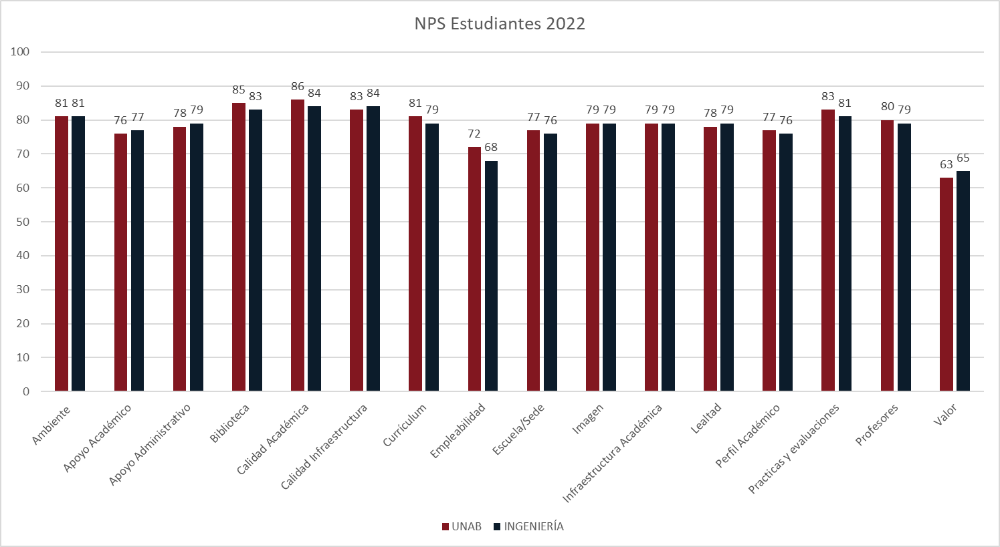 NPS Estudiantes 2022
100
90
80
70
60
50
40
30
20
10
0
81 81
76 77
78 79
85 83
86 84
83 84
81 79
72 68
77 76
79 79
79 79
78 79
77 76
83 81
80 79
63 65
Ambiente
Apoyo Académico
Apoyo Administrativo
Biblioteca
Calidad Académica
Calidad Infraestructura
Currículum
Empleabilidad
Escuela/Sede
Imagen
Infraestructura Académica
Lealtad
Perfil Académico
Practicas y evaluaciones
Profesores
Valor
UNAB INGENIERÍA